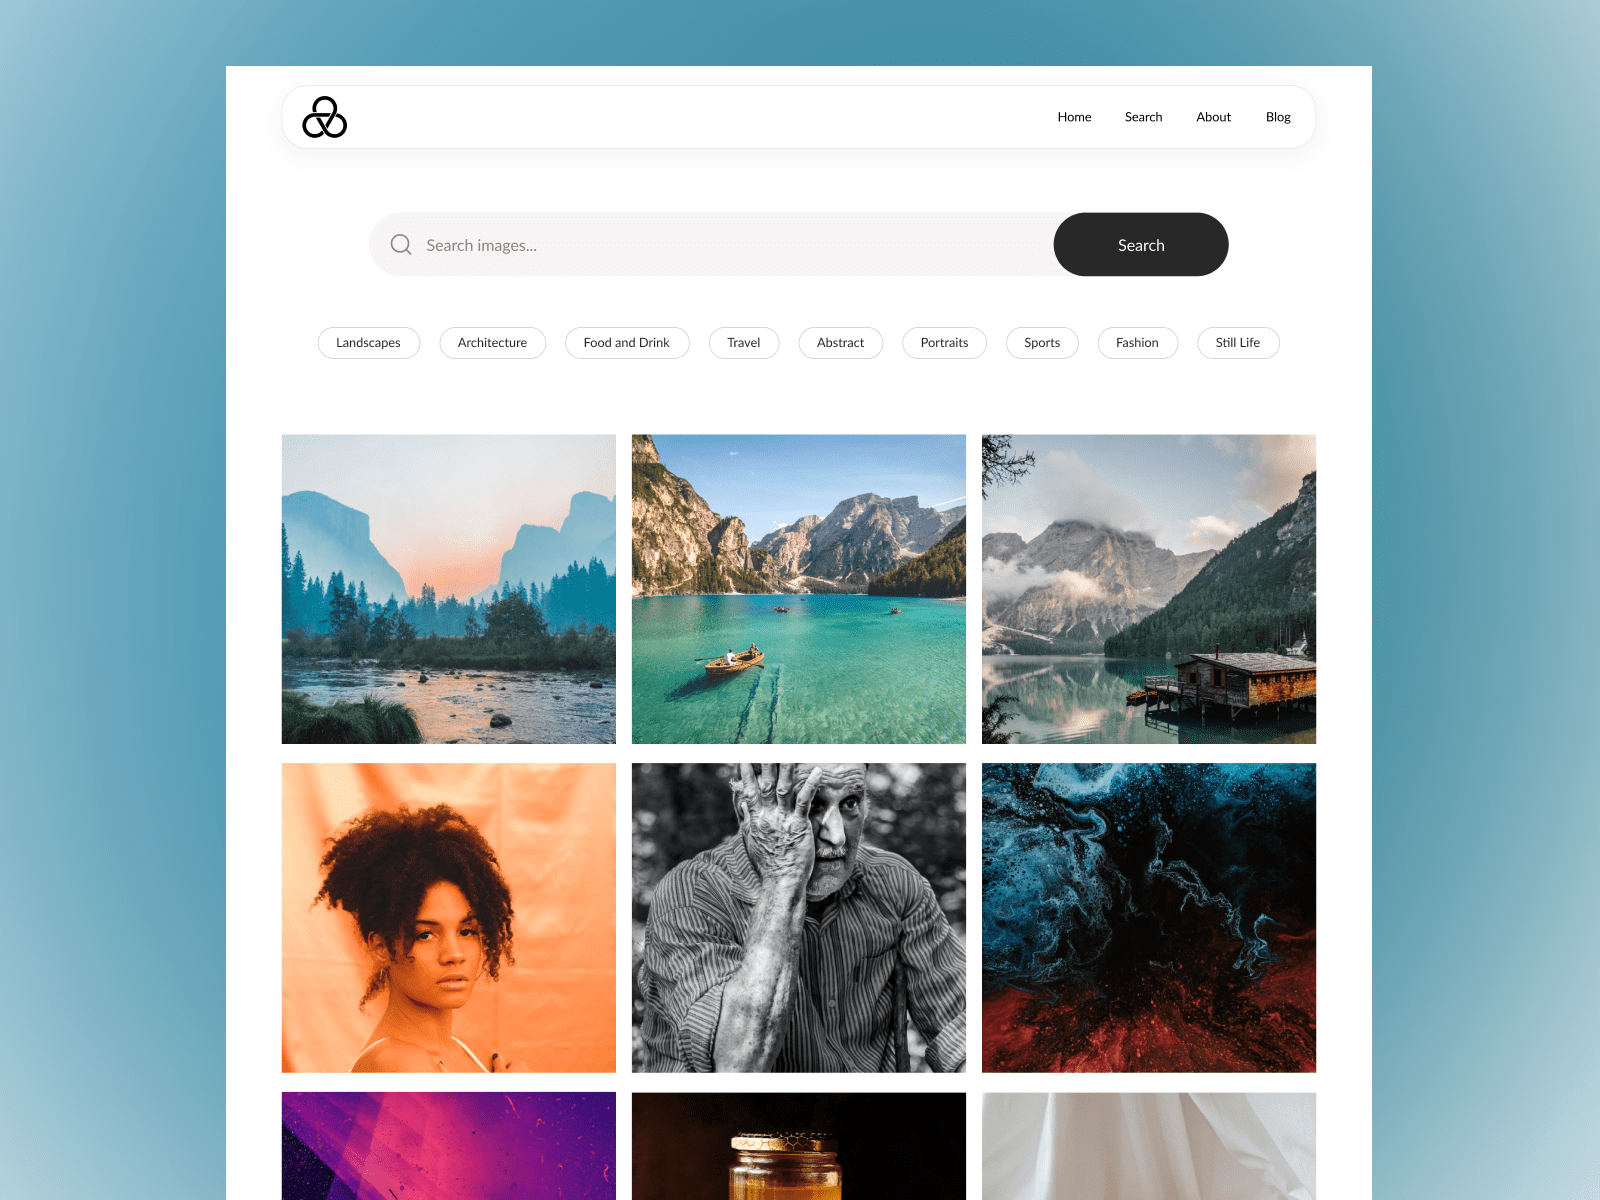 Home Search About Blog
Search images... Search
Landscapes Architecture Food and Drink Travel Abstract Portraits Sports Fashion Still Life